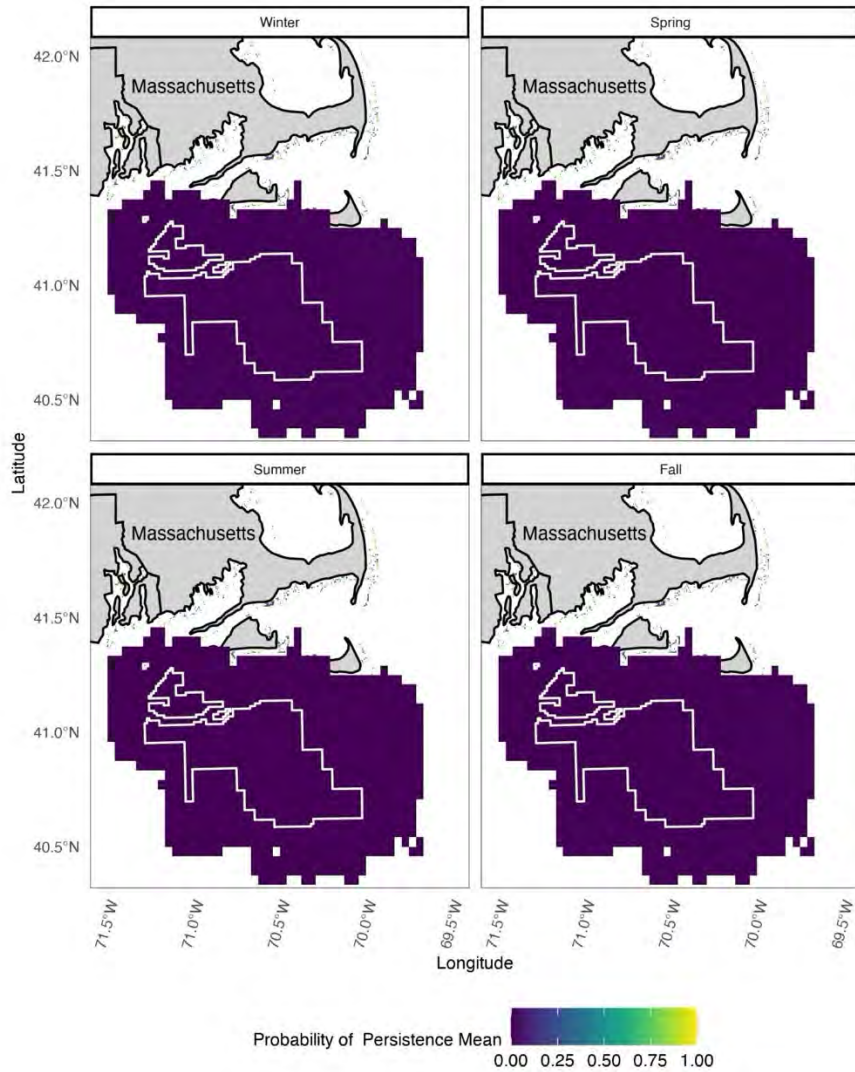 Winter
Spring
42.0°N
Massachusetts
Massachusetts
41.5°N
41.0°N
40.5°N
Latitude
Summer
Fall
42.0°N
Massachusetts
Massachusetts
41.5°N
41.0°N
40.5°N
71.5°W
71.0°W
70.5°W
70.0°W
69.5°W
71.5°W
71.0°W
70.5°W
70.0°W
69.5°W
Longitude
Probability of Persistence Mean
0.00 0.25 0.50 0.75 1.00